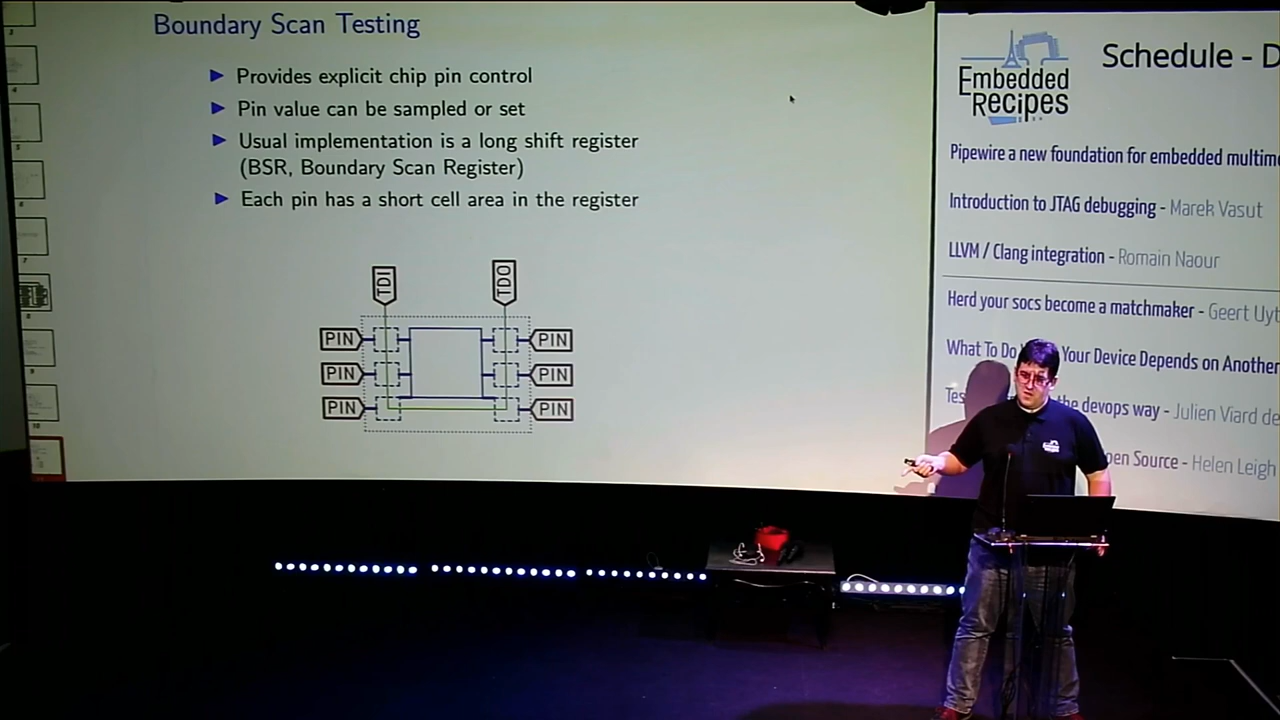 Boundary Scan Testing
Provides explicit chip pin control
Pin value can be sampled or set
Usual implementation is a long shift register
(BSR, Boundary Scan Register)
Each pin has a short cell area in the register
TDI
TDO
PIN
PIN
PIN
PIN
PIN
PIN
Embedded
Recipes
Schedule - D
Pipewire a new foundation for embedded multim
Introduction to JTAG debugging - Marek Vasut
LLVM / Clang integration - Romain Naour
Herd your socs become a matchmaker - Geert Uyt
What To Do Your Device Depends on Another
Tes the devops way - Julien Viard de
pen Source - Helen Leigh
Embedded
Recipes